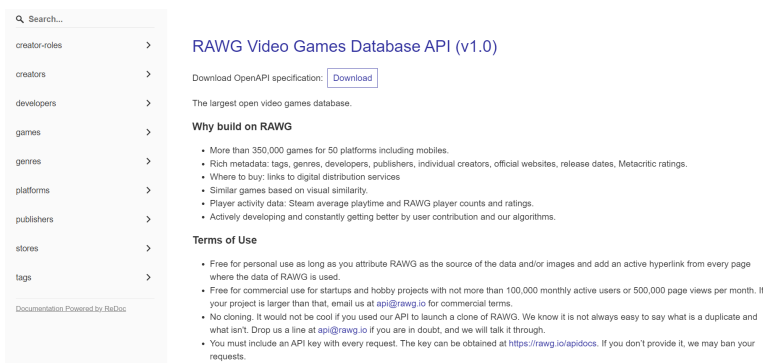 Search...
creator-roles
creators
developers
games
genres
platforms
publishers
stores
tags
Documentation Powered by ReDoc
RAWG Video Games Database API (v1.0)
Download OpenAPI specification: Download
The largest open video games database.
Why build on RAWG
• More than 350,000 games for 50 platforms including mobiles.
• Rich metadata: tags, genres, developers, publishers, individual creators, official websites, release dates, Metacritic ratings.
• Where to buy: links to digital distribution services
• Similar games based on visual similarity.
• Player activity data: Steam average playtime and RAWG player counts and ratings.
• Actively developing and constantly getting better by user contribution and our algorithms.
Terms of Use
• Free for personal use as long as you attribute RAWG as the source of the data and/or images and add an active hyperlink from every page
where the data of RAWG is used.
• Free for commercial use for startups and hobby projects with not more than 100,000 monthly active users or 500,000 page views per month. If
your project is larger than that, email us at api@rawg.io for commercial terms.
• No cloning. It would not be cool if you used our API to launch a clone of RAWG. We know it is not always easy to say what is a duplicate and
what isn't. Drop us a line at api@rawg.io if you are in doubt, and we will talk it through.
• You must include an API key with every request. The key can be obtained at https://rawg.io/apidocs. If you don't provide it, we may ban your
requests.